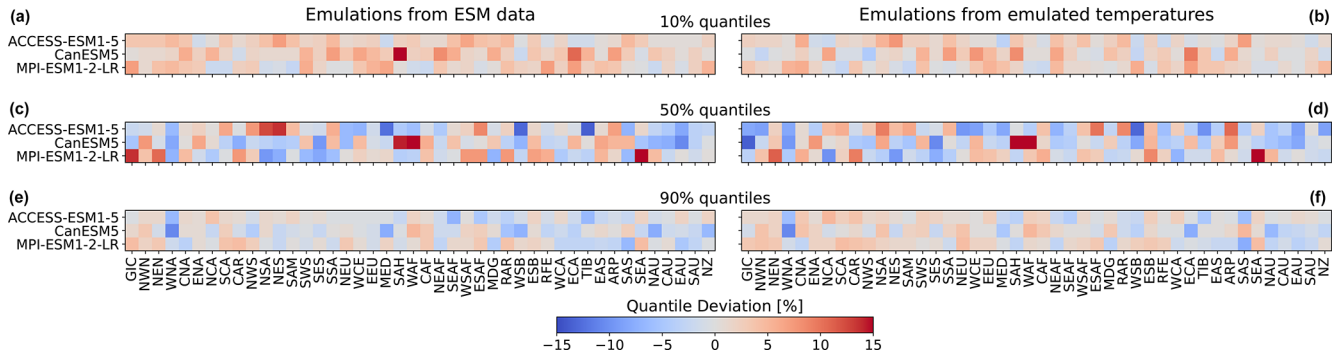 (a) Emulations from ESM data Emulations from emulated temperatures (b)
10% quantiles
ACCESS-ESM1-5
CanESM5
MPI-ESM1-2-LR
(c) 50% quantiles (d)
ACCESS-ESM1-5
CanESM5
MPI-ESM1-2-LR
(e) 90% quantiles (f)
ACCESS-ESM1-5
CanESM5
MPI-ESM1-2-LR
GIC NWN NEN WNA CNA ENA NCA SCA CAR NWS NSA NES SAM SWS SES SSA NEU WCE EEU MED SAH WAF CAF NEAF SEAF WSAF ESAF MDG RAR WSB ESB RFE WCA ECA TIB EAS ARP SAS SEA NAU CAU EAU SAU NZ GIC NWN NEN WNA CNA ENA NCA SCA CAR NWS NSA NES SAM SWS SES SSA NEU WCE EEU MED SAH WAF CAF NEAF SEAF WSAF ESAF MDG RAR WSB ESB RFE WCA ECA TIB EAS ARP SAS SEA NAU CAU EAU SAU NZ
Quantile Deviation [%]
−15 −10 −5 0 5 10 15